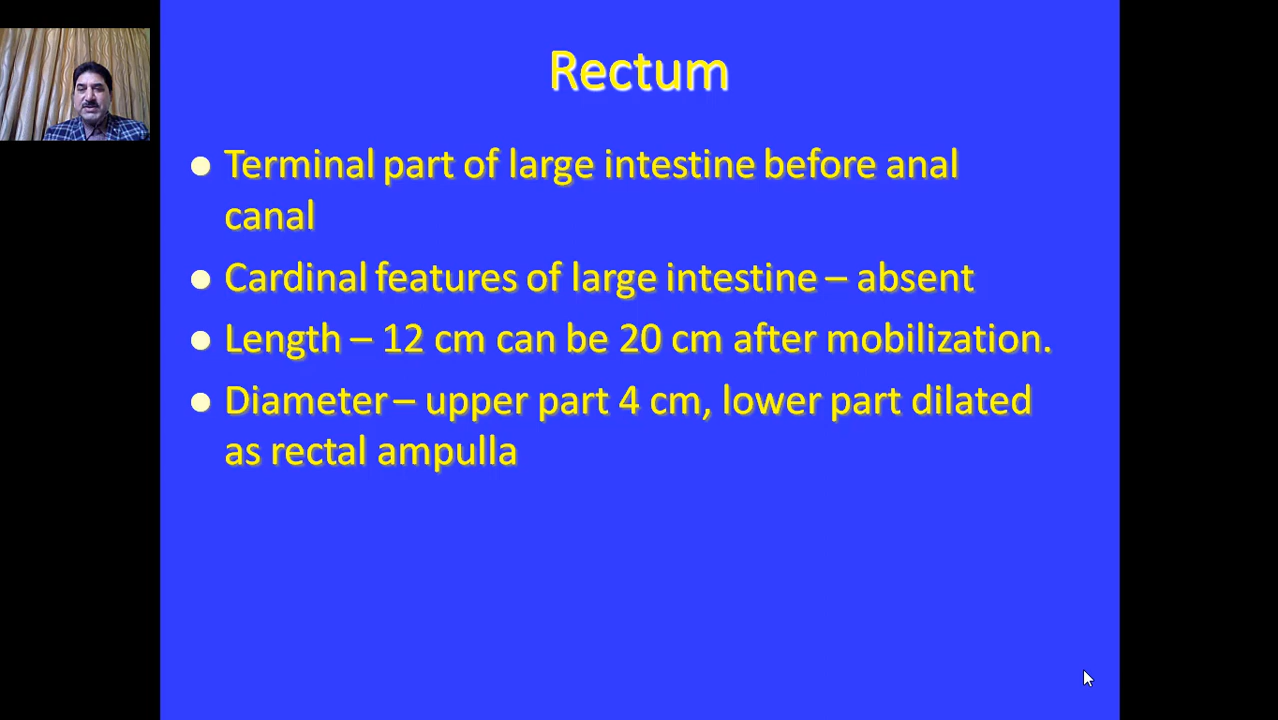 Rectum
Terminal part of large intestine before anal
canal
Cardinal features of large intestine – absent
Length – 12 cm can be 20 cm after mobilization.
Diameter – upper part 4 cm, lower part dilated
as rectal ampulla